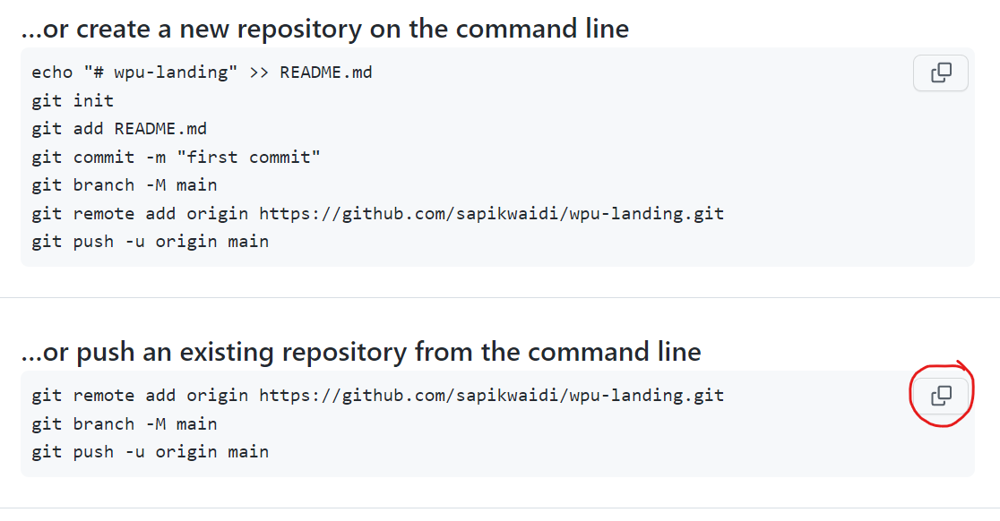 ...or create a new repository on the command line
echo "# wpu-landing" >> README.md
git init
git add README.md
git commit -m "first commit"
git branch -M main
git remote add origin https://github.com/sapikwaidi/wpu-landing.git
git push -u origin main
...or push an existing repository from the command line
git remote add origin https://github.com/sapikwaidi/wpu-landing.git
git branch -M main
git push -u origin main